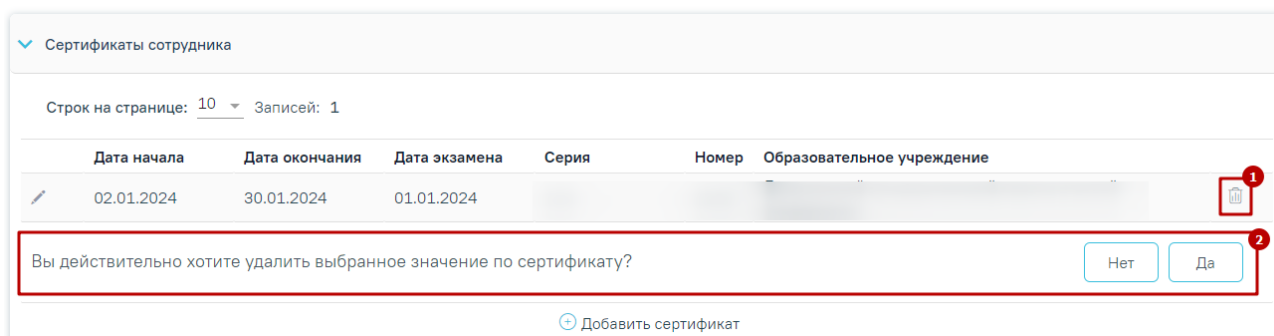 Сертификаты сотрудника
Строк на странице: 10 Записей: 1
Дата начала Дата окончания Дата экзамена Серия Номер Образовательное учреждение
1
02.01.2024 30.01.2024 01.01.2024
2
Вы действительно хотите удалить выбранное значение по сертификату? Нет Да
Добавить сертификат